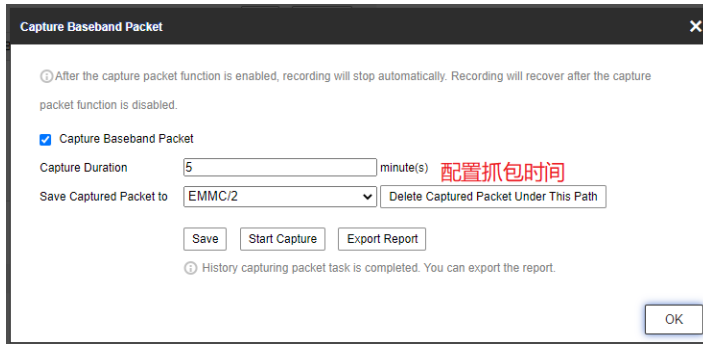 Capture Baseband Packet
After the capture packet function is enabled, recording will stop automatically. Recording will recover after the capture
packet function is disabled.
Capture Baseband Packet
Capture Duration 5 minute(s) 配置抓包时间
Save Captured Packet to EMMC/2 Delete Captured Packet Under This Path
Save Start Capture Export Report
History capturing packet task is completed. You can export the report.
OK